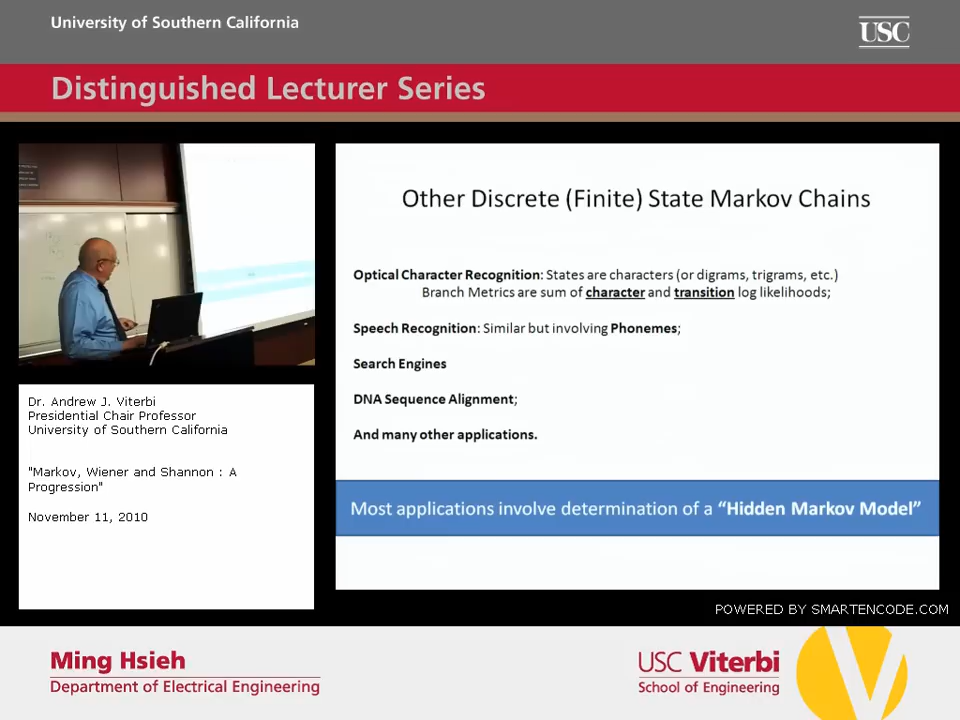 University of Southern California
USC
Distinguished Lecturer Series
Other Discrete (Finite) State Markov Chains
Optical Character Recognition: States are characters (or digrams, trigrams, etc.)
Branch Metrics are sum of character and transition log likelihoods;
Speech Recognition: Similar but involving Phonemes;
Search Engines
DNA Sequence Alignment;
And many other applications.
Most applications involve determination of a “Hidden Markov Model”
Dr. Andrew J. Viterbi
Presidential Chair Professor
University of Southern California
"Markov, Wiener and Shannon : A
Progression"
November 11, 2010
POWERED BY SMARTENCODE.COM
Ming Hsieh
Department of Electrical Engineering
USC Viterbi
School of Engineering